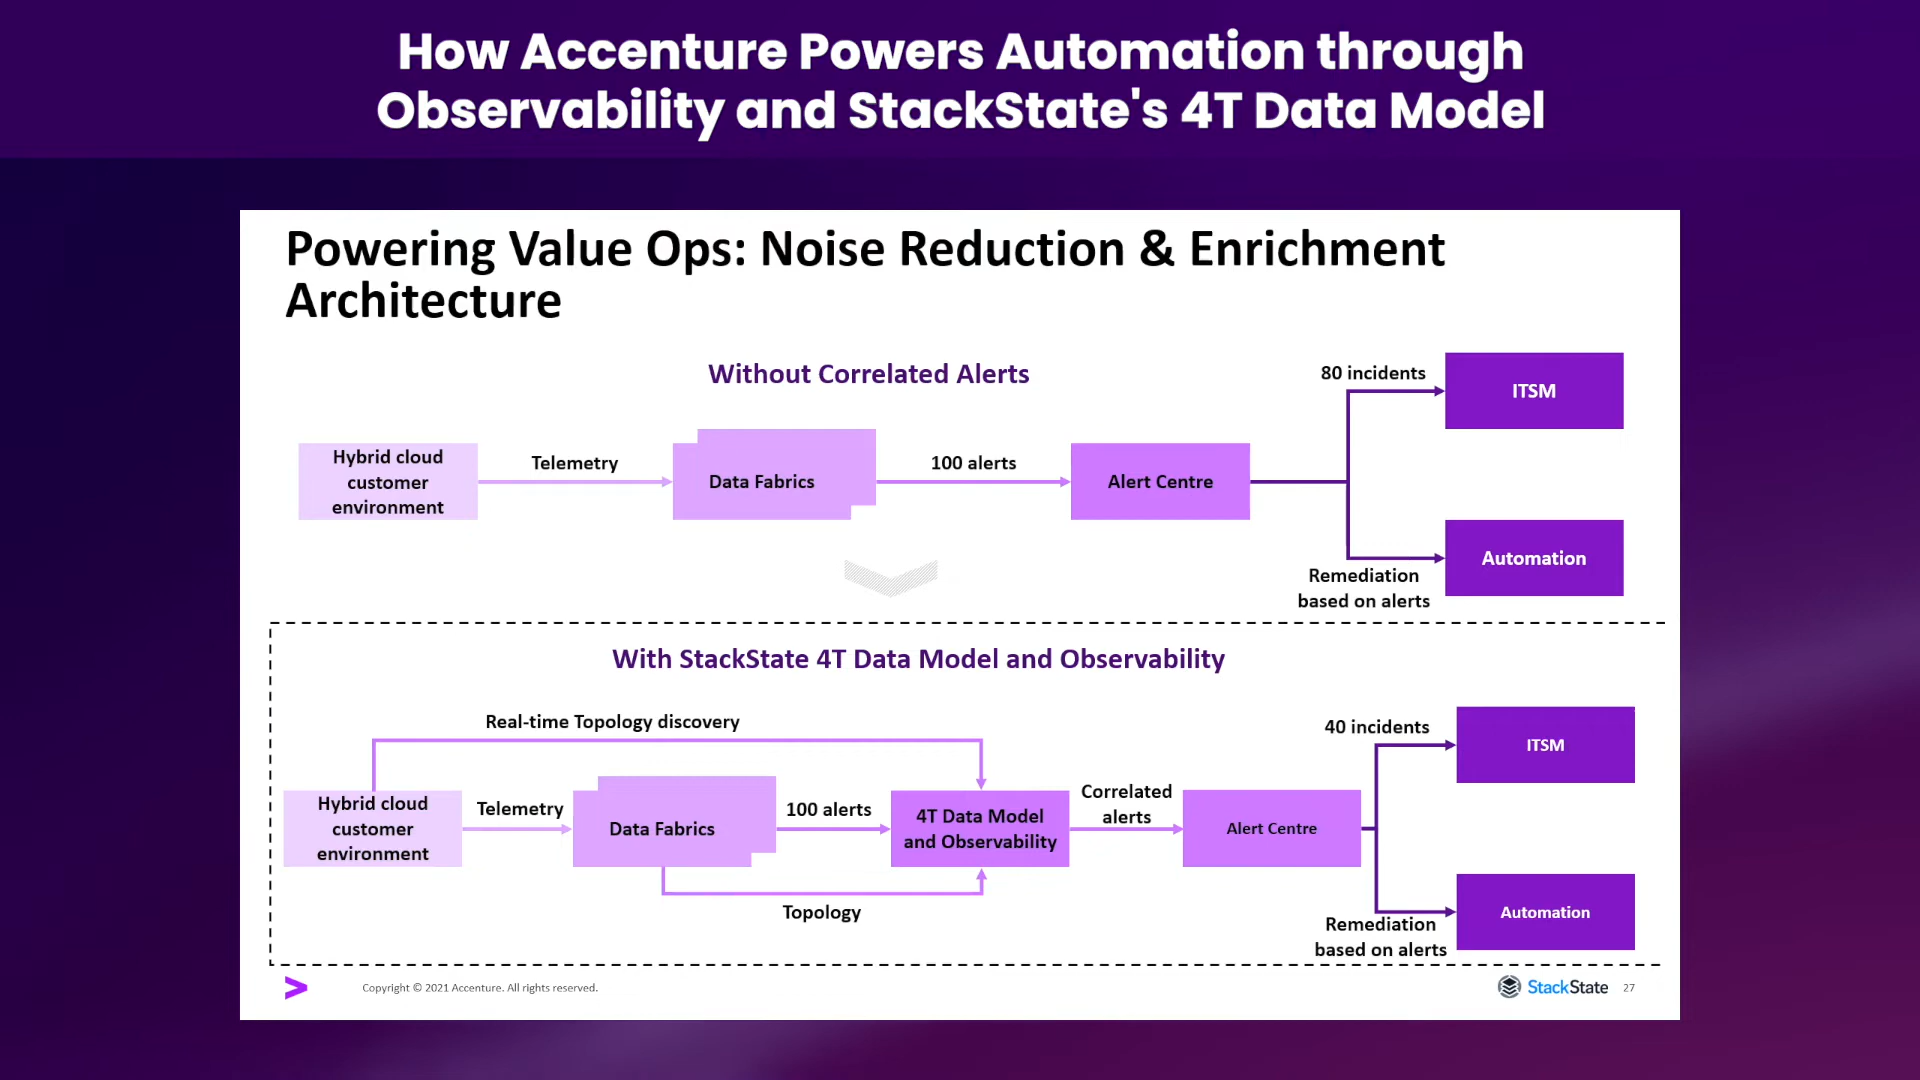 How Accenture Powers Automation through
Observability and StackState's 4T Data Model
Powering Value Ops: Noise Reduction & Enrichment
Architecture
Without Correlated Alerts
80 incidents
ITSM
Hybrid cloud
customer
environment
Telemetry
Data Fabrics
100 alerts
Alert Centre
Automation
Remediation
based on alerts
With StackState 4T Data Model and Observability
Real-time Topology discovery
40 incidents
ITSM
Hybrid cloud
customer
environment
Telemetry
Data Fabrics
100 alerts
4T Data Model
and Observability
Correlated
alerts
Alert Centre
Topology
Automation
Remediation
based on alerts
Copyright © 2021 Accenture. All rights reserved.
StackState
27